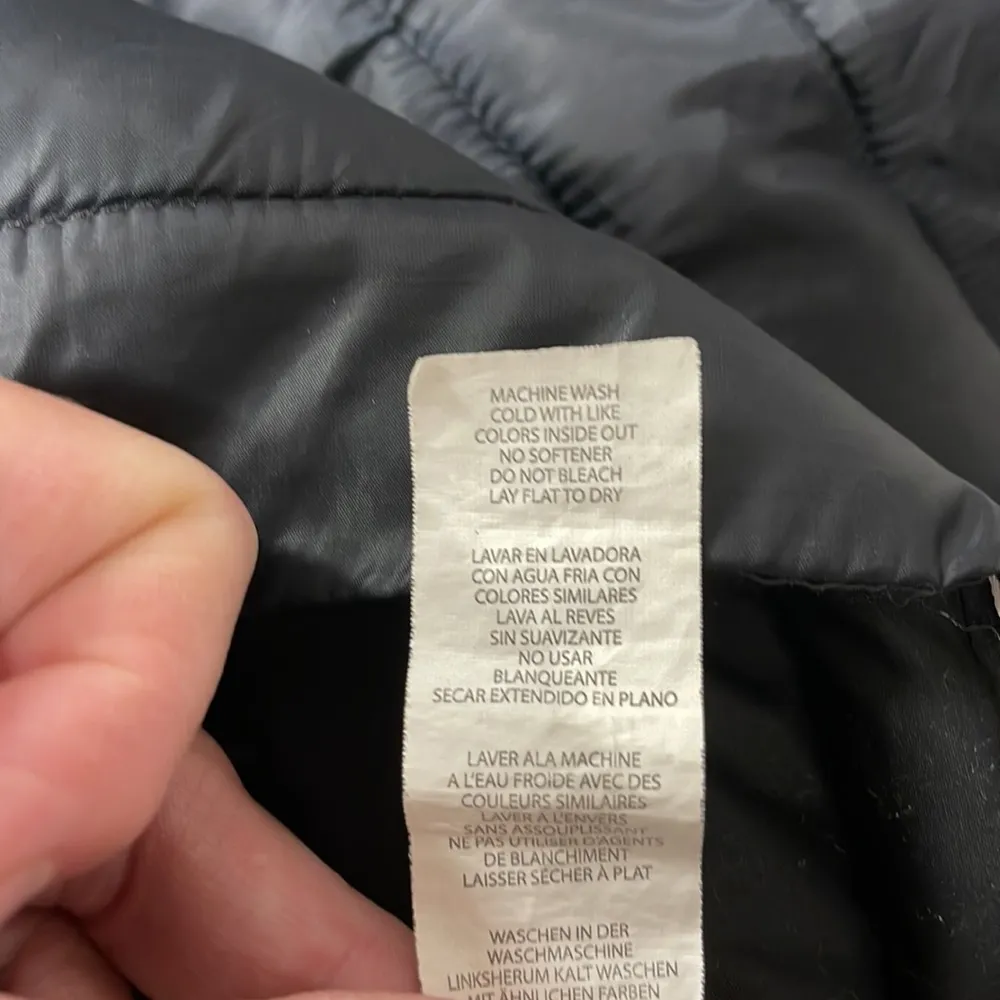 MACHINE WASH
COLD WITH LIKE
COLORS INSIDE OUT
NO SOFTENER
DO NOT BLEACH
LAY FLAT TO DRY
LAVAR EN LAVADORA
CON AGUA FRIA CON
COLORES SIMILARES
LAVA AL REVES
SIN SUAVIZANTE
NO USAR
BLANQUEANTE
SECAR EXTENDIDO EN PLANO
LAVER ALA MACHINE
A L'EAU FROIDE AVEC DES
COULEURS SIMILAIRES
LAVER À L'ENVERS
SANS ASSOUPLISSANT
NE PAS UTILISER D'AGENTS
DE BLANCHIMENT
LAISSER SÉCHER À PLAT
WASCHEN IN DER
WASCHMASCHINE
LINKSHERUM KALT WASCHEN
MIT ÄHNLICHEN FARBEN